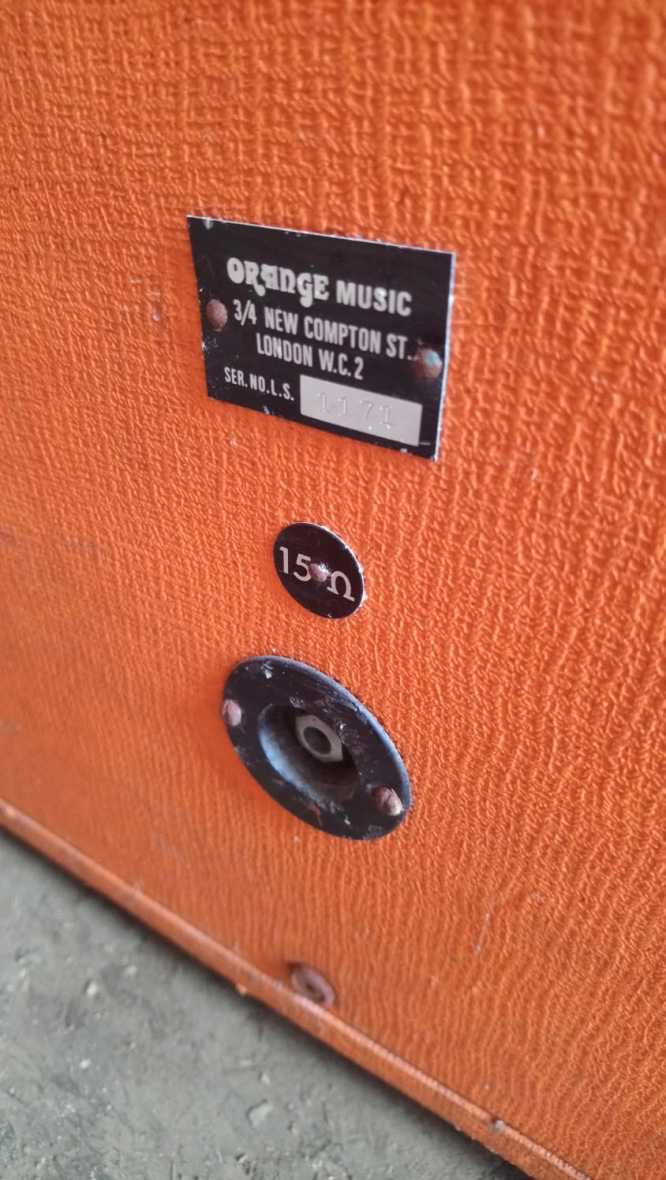 ORANGE MUSIC
3/4 NEW COMPTON ST.
LONDON W.C.2
SER.NO.L.S. 1171
15 Ω